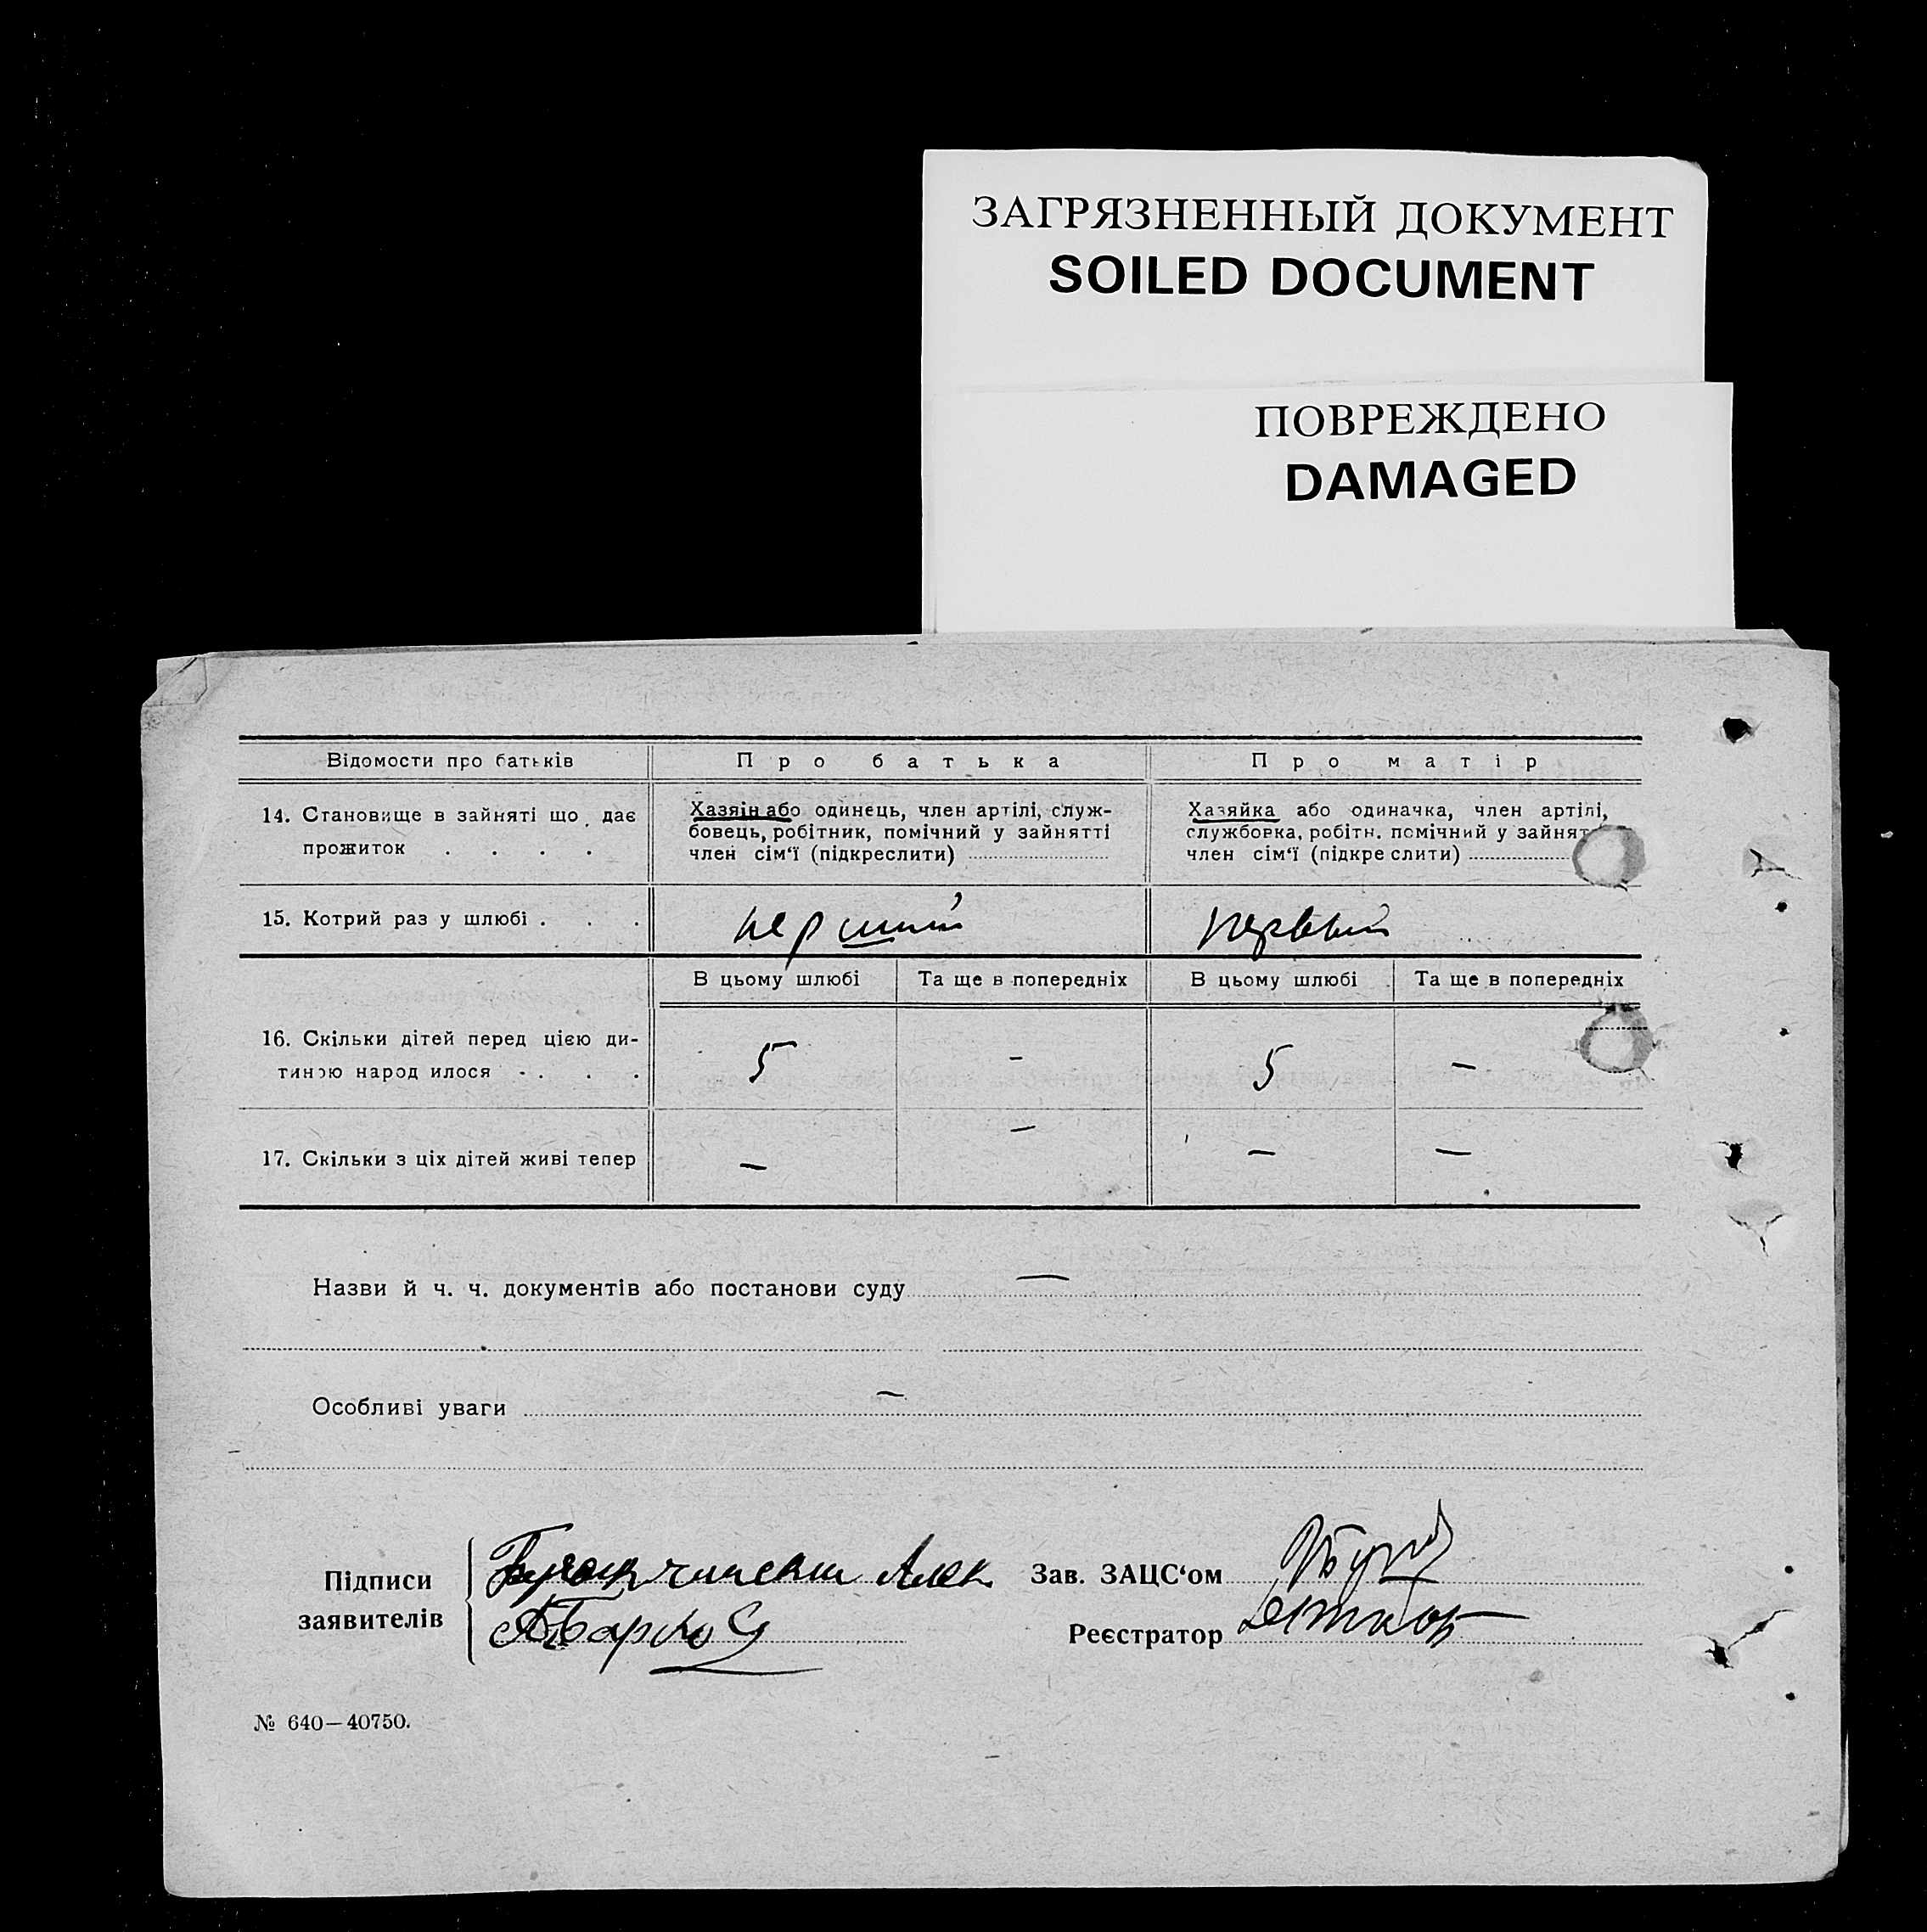 ЗАГРЯЗНЕННЫЙ ДОКУМЕНТ
SOILED DOCUMENT
ПОВРЕЖДЕНО
DAMAGED
Відомости про батьків
Про батька
Про матір
14. Становище в зайняті що дає
прожиток . . . .
Хазяїн або одинець, член артілі, служ-
бовець, робітник, помічний у зайнятті
член сім‘ї (підкреслити)
Хазяйка або одиначка, член артілі,
службовка, робітн. помічний у зайнят
член сім‘ї (підкреслити)
15. Котрий раз у шлюбі . . .
перший
первый
В цьому шлюбі
Та ще в попередніх
В цьому шлюбі
Та ще в попередніх
16. Скільки дітей перед цією ди-
тиною народилося - . . .
5
-
5
—
17. Скільки з ціх дітей живі тепер
—
—
—
—
Назви й ч. ч. документів або постанови суду —
Особливі уваги —
Підписи
заявителів
Алек
Зав. ЗАЦС‘ом
Реєстратор
№ 640—40750.